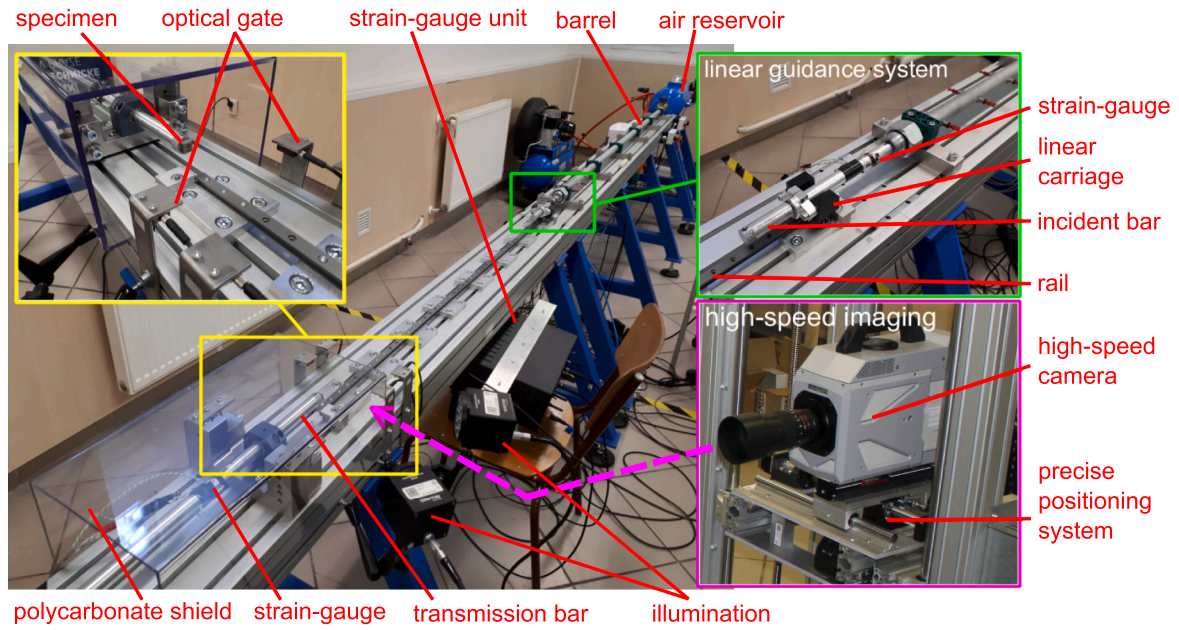 specimen
optical gate
strain-gauge unit
barrel
air reservoir
linear guidance system
strain-gauge
linear
carriage
incident bar
rail
high-speed imaging
high-speed
camera
precise
positioning
system
polycarbonate shield
strain-gauge
transmission bar
illumination
TECHNICKÉ